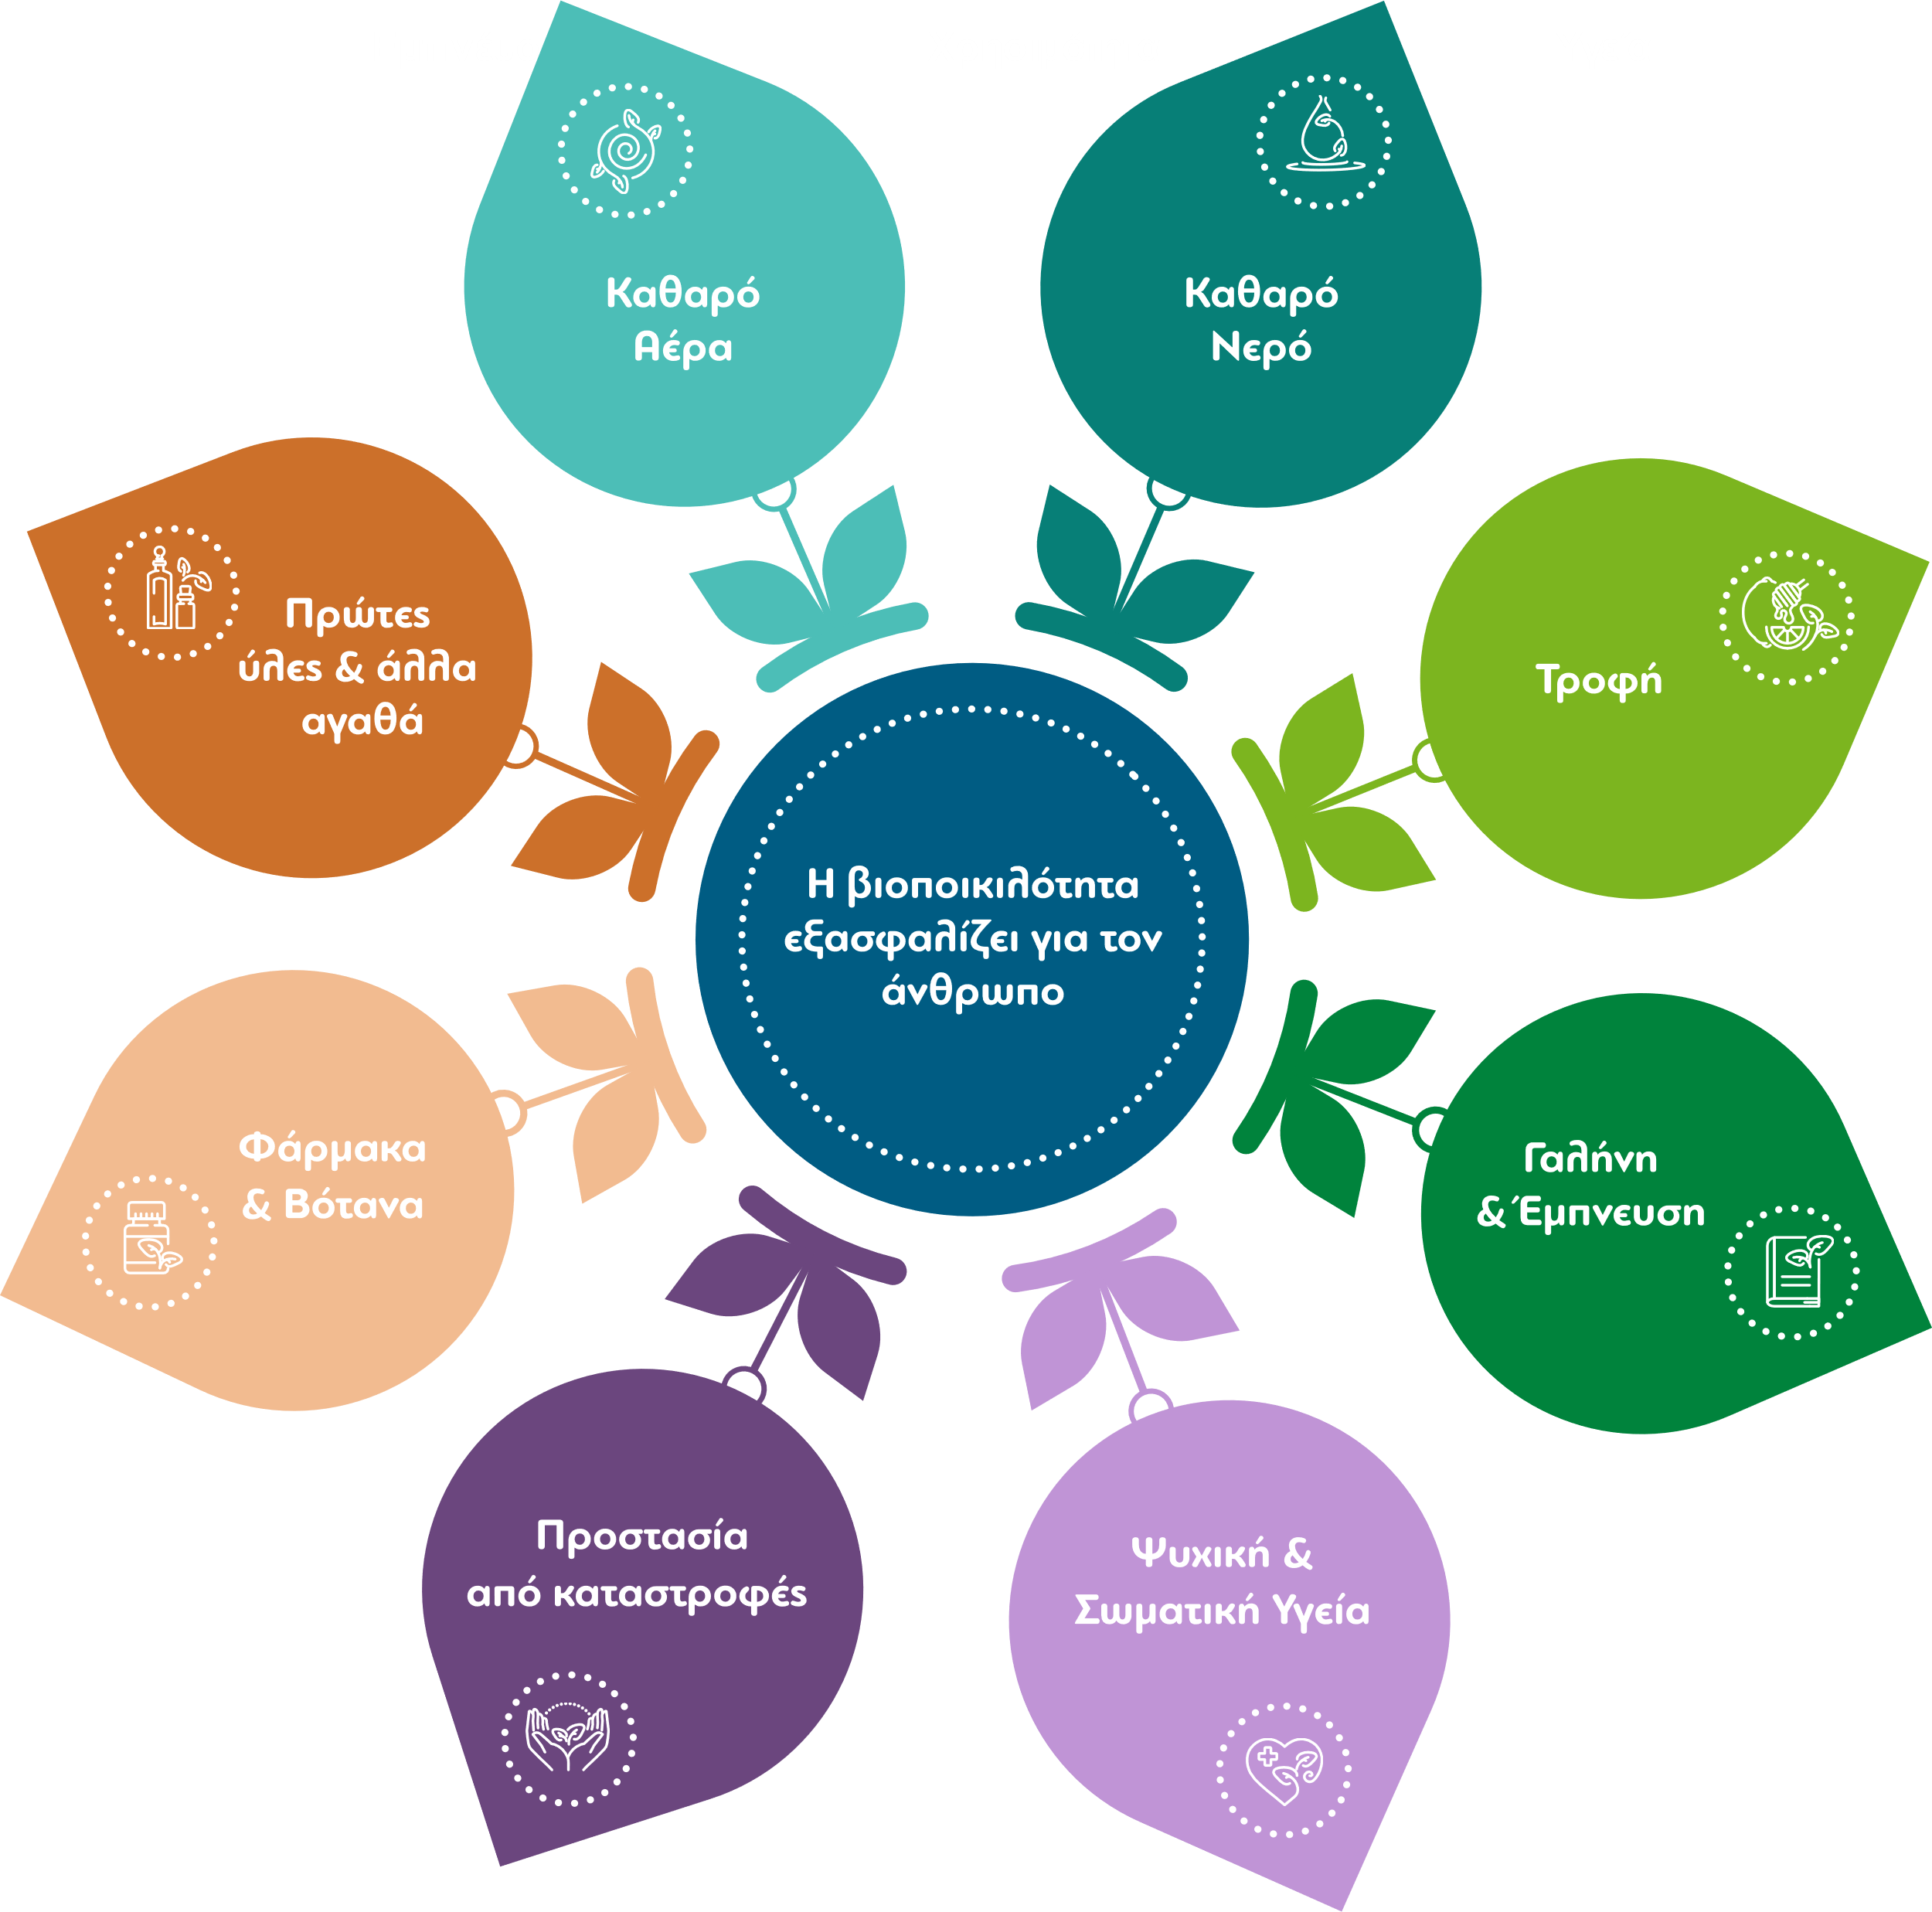 Καθαρό
Αέρα
Καθαρό
Νερό
Πρώτες
ύλες & άλλα
αγαθά
Τροφή
Η βιοποικιλότητα
εξασφαλίζει για τον
άνθρωπο
Φάρμακα
& Βότανα
Γαλήνη
& Έμπνευση
Προστασία
από καταστροφές
Ψυχική &
Σωματική Υγεία